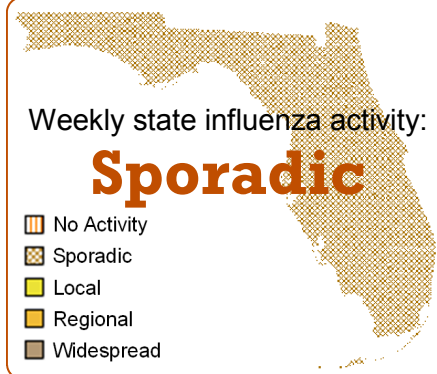 Weekly state influenza activity:
Sporadic
No Activity
Sporadic
Local
Regional
Widespread